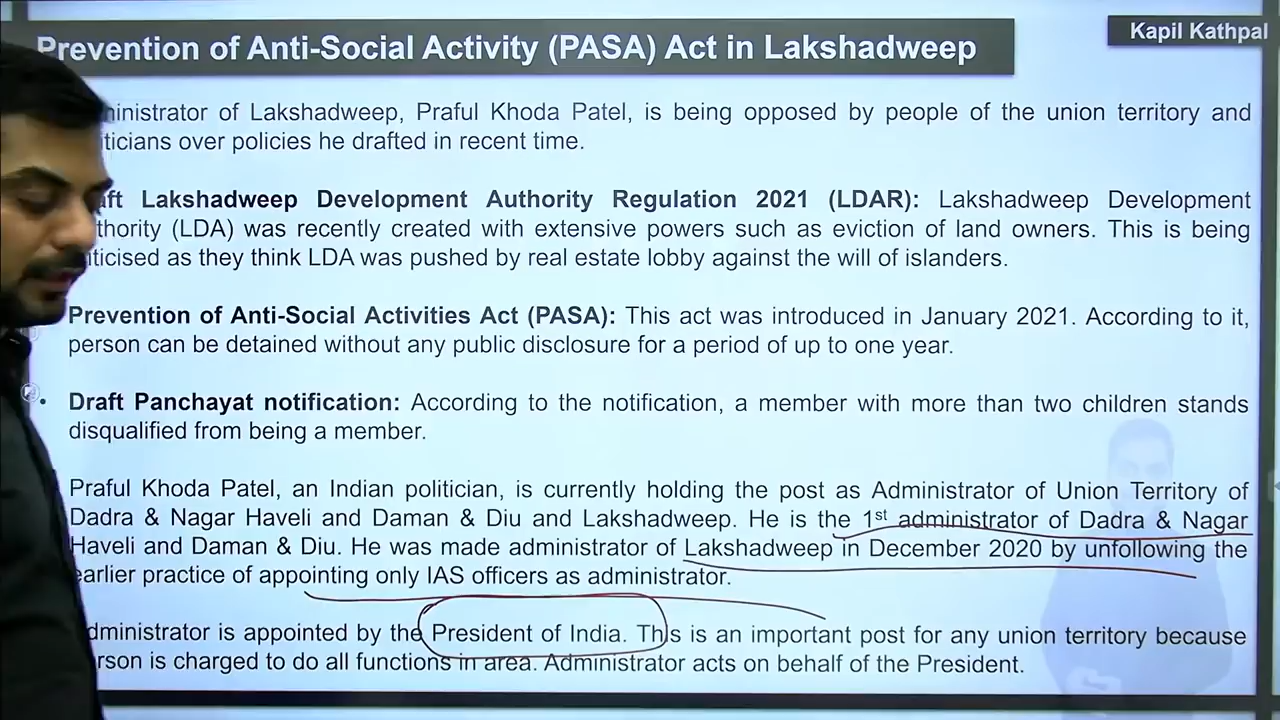 Prevention of Anti-Social Activity (PASA) Act in Lakshadweep
Kapil Kathpal
of Lakshadweep, Praful Khoda Patel, is being opposed by people of the union territory and
over policies he drafted in recent time.
Lakshadweep Development Authority Regulation 2021 (LDAR): Lakshadweep Development
(LDA) was recently created with extensive powers such as eviction of land owners. This is being
as they think LDA was pushed by real estate lobby against the will of islanders.
Prevention of Anti-Social Activities Act (PASA): This act was introduced in January 2021. According to it,
person can be detained without any public disclosure for a period of up to one year.
• Draft Panchayat notification: According to the notification, a member with more than two children stands
disqualified from being a member.
Praful Khoda Patel, an Indian politician, is currently holding the post as Administrator of Union Territory of
Dadra & Nagar Haveli and Daman & Diu and Lakshadweep. He is the 1st administrator of Dadra & Nagar
Haveli and Daman & Diu. He was made administrator of Lakshadweep in December 2020 by unfollowing the
earlier practice of appointing only IAS officers as administrator.
dministrator is appointed by the President of India. This is an important post for any union territory because
rson is charged to do all functions in area. Administrator acts on behalf of the President.